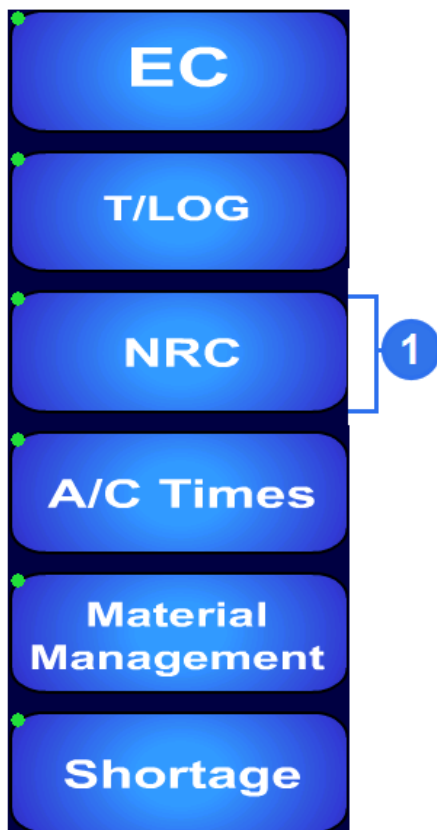 EC
T/LOG
NRC
1
A/C Times
Material
Management
Shortage